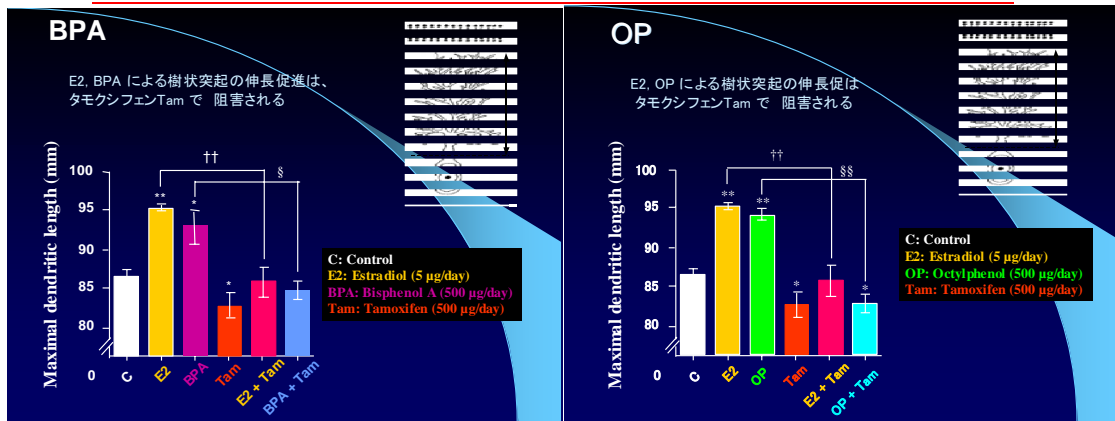 BPA
E2, BPA による樹状突起の伸長促進は、
タモキシフェンTam で 阻害される
Maximal dendritic length (mm)
100
95
90
85
80
0
††
§
**
*
*
C
E2
BPA
Tam
E2 + Tam
BPA + Tam
C: Control
E2: Estradiol (5 µg/day)
BPA: Bisphenol A (500 µg/day)
Tam: Tamoxifen (500 µg/day)
OP
E2, OP による樹状突起の伸長促は
タモキシフェンTam で 阻害される
Maximal dendritic length (mm)
100
95
90
85
80
0
††
§§
**
**
*
*
C
E2
OP
Tam
E2 + Tam
OP + Tam
C: Control
E2: Estradiol (5 µg/day)
OP: Octylphenol (500 µg/day)
Tam: Tamoxifen (500 µg/day)